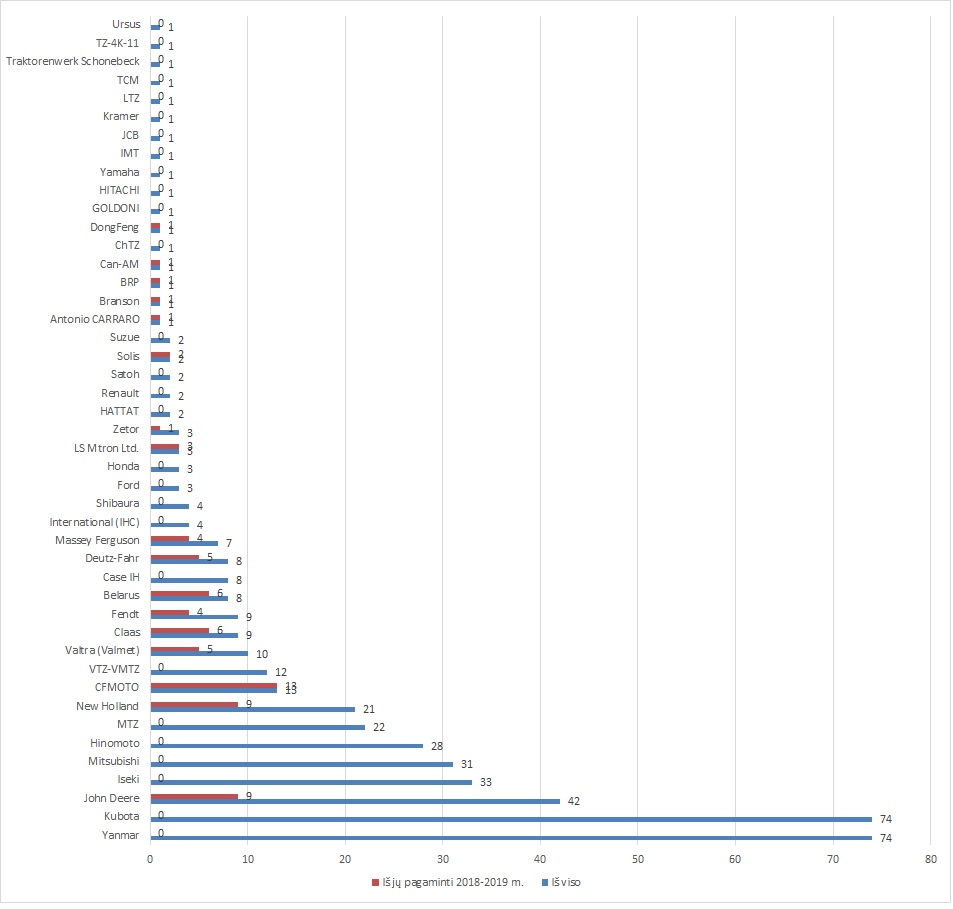 Ursus 0 1
TZ-4K-11 0 1
Traktorenwerk Schonebeck 0 1
TCM 0 1
LTZ 0 1
Kramer 0 1
JCB 0 1
IMT 0 1
Yamaha 0 1
HITACHI 0 1
GOLDONI 0 1
DongFeng 1 1
ChTZ 0 1
Can-AM 1 1
BRP 1 1
Branson 1 1
Antonio CARRARO 1 1
Suzue 0 2
Solis 2 2
Satoh 0 2
Renault 0 2
HATTAT 0 2
Zetor 1 3
LS Mtron Ltd. 3 3
Honda 0 3
Ford 0 3
Shibaura 0 4
International (IHC) 0 4
Massey Ferguson 4 7
Deutz-Fahr 5 8
Case IH 0 8
Belarus 6 8
Fendt 4 9
Claas 6 9
Valtra (Valmet) 5 10
VTZ-VMTZ 0 12
CFMOTO 13 13
New Holland 9 21
MTZ 0 22
Hinomoto 0 28
Mitsubishi 0 31
Iseki 0 33
John Deere 9 42
Kubota 0 74
Yanmar 0 74
0 10 20 30 40 50 60 70 80
Iš jų pagaminti 2018-2019 m. Iš viso